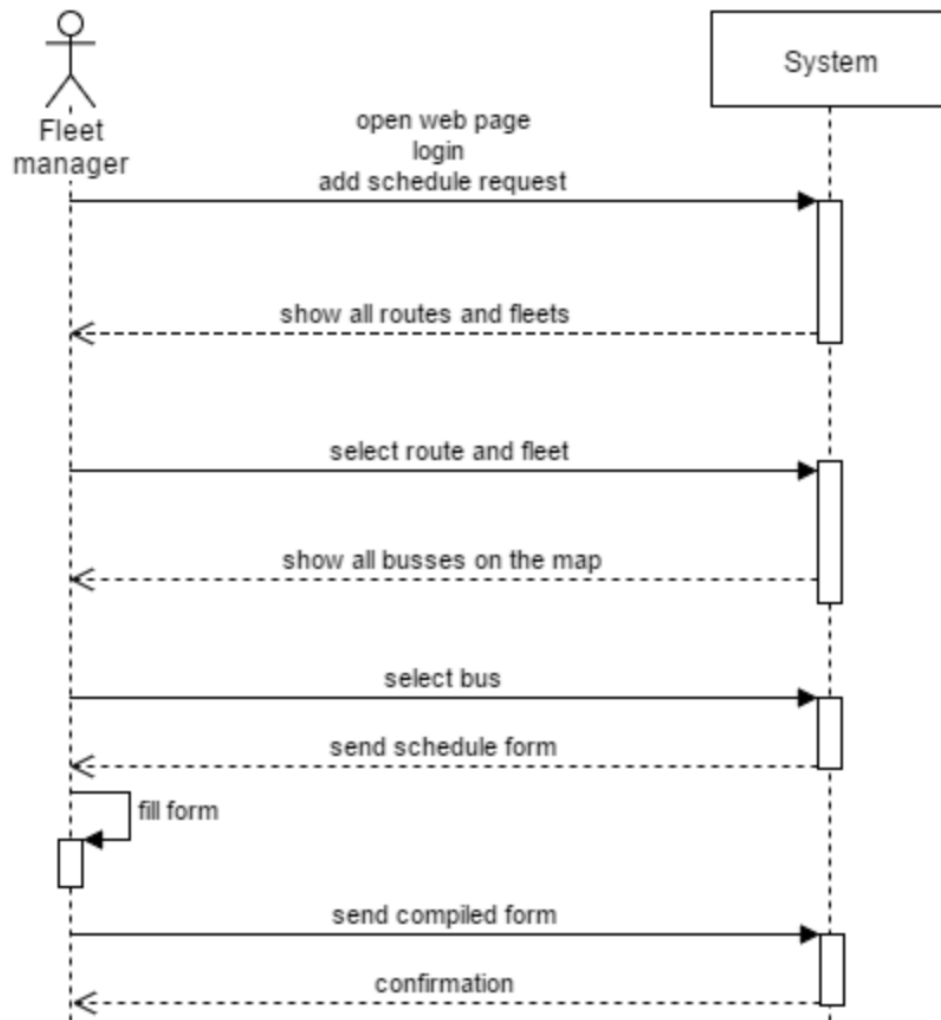 System
Fleet
manager
open web page
login
add schedule request
show all routes and fleets
select route and fleet
show all busses on the map
select bus
send schedule form
fill form
send compiled form
confirmation